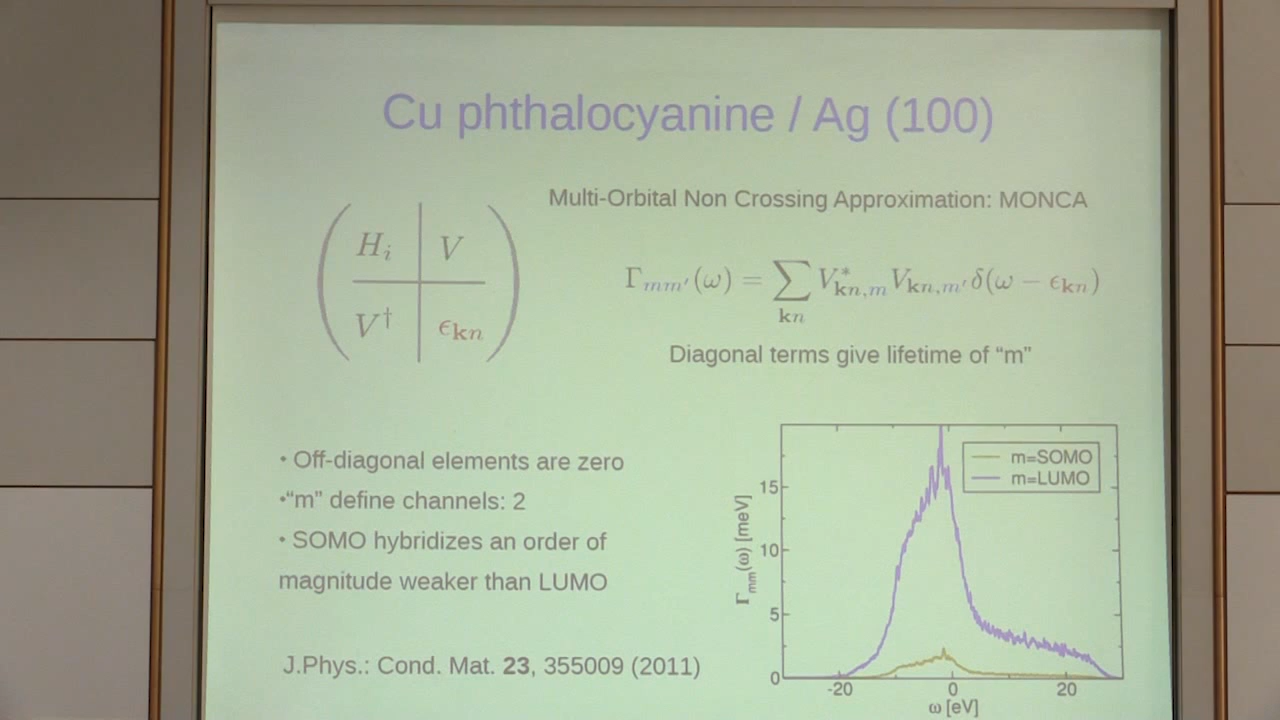 Cu phthalocyanine / Ag (100)
Multi-Orbital Non Crossing Approximation: MONCA
H_i V
V† ϵ_kn
Γ_mm′(ω) = ∑_kn V*_kn,m V_kn,m′ δ(ω − ϵ_kn)
Diagonal terms give lifetime of “m”
• Off-diagonal elements are zero
•“m” define channels: 2
• SOMO hybridizes an order of
magnitude weaker than LUMO
J.Phys.: Cond. Mat. 23, 355009 (2011)
m=SOMO
m=LUMO
Γ_mm(ω) [meV]
15
10
5
0
-20 0 20
ω [eV]